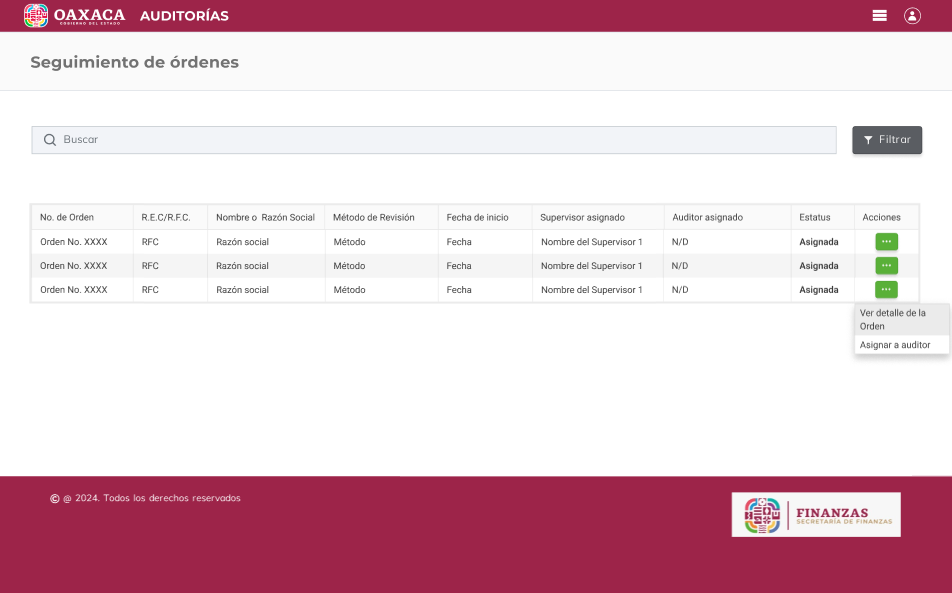 OAXACA AUDITORÍAS
GOBIERNO DEL ESTADO
Seguimiento de órdenes
Buscar Filtrar
No. de Orden R.E.C/R.F.C. Nombre o Razón Social Método de Revisión Fecha de inicio Supervisor asignado Auditor asignado Estatus Acciones
Orden No. XXXX RFC Razón social Método Fecha Nombre del Supervisor 1 N/D Asignada
Orden No. XXXX RFC Razón social Método Fecha Nombre del Supervisor 1 N/D Asignada
Orden No. XXXX RFC Razón social Método Fecha Nombre del Supervisor 1 N/D Asignada
Ver detalle de la
Orden
Asignar a auditor
© @ 2024. Todos los derechos reservados
FINANZAS
SECRETARÍA DE FINANZAS